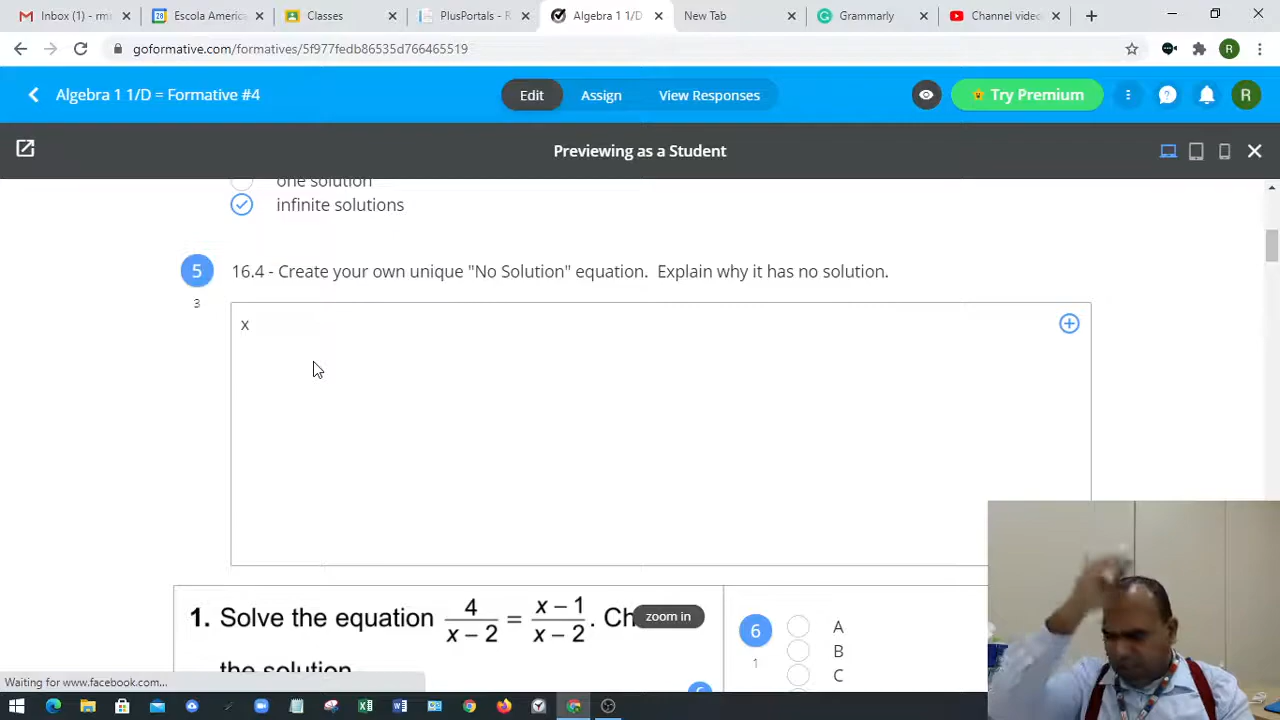 Inbox (1) - rm
Escola America
Classes
PlusPortals - R
Algebra 1 1/D
New Tab
Grammarly
Channel video
goformative.com/formatives/5f977fedb86535d766465519
R
Algebra 1 1/D = Formative #4
Edit
Assign
View Responses
Try Premium
R
Previewing as a Student
one solution
infinite solutions
5
16.4 - Create your own unique "No Solution" equation. Explain why it has no solution.
3
x
1. Solve the equation 4/(x – 2) = (x – 1)/(x – 2). Ch
zoom in
the solution
6
A
1
B
C
Waiting for www.facebook.com...